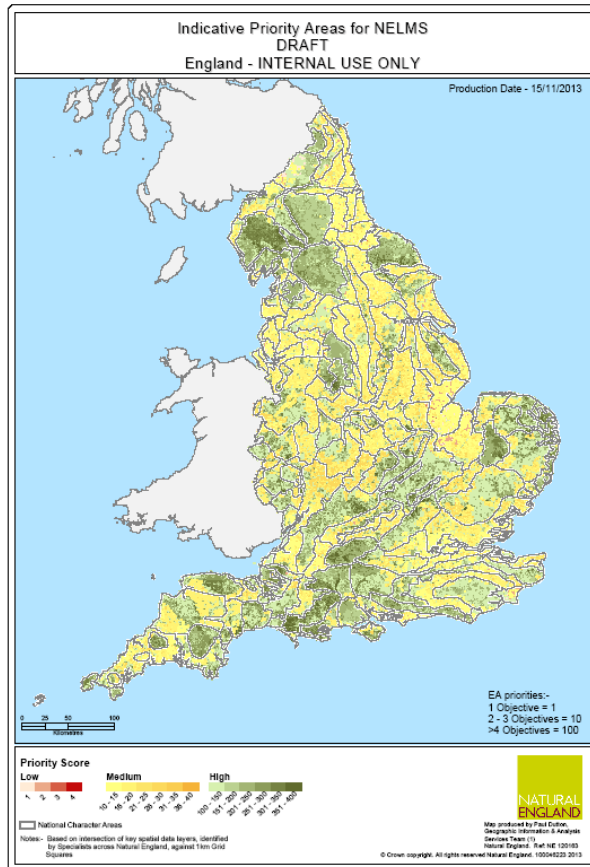 Indicative Priority Areas for NELMS
DRAFT
England - INTERNAL USE ONLY
Production Date - 15/11/2013
EA priorities:-
1 Objective = 1
2 - 3 Objectives = 10
>4 Objectives = 100
0 25 50 100
Kilometres
Priority Score
Low Medium High
1 2 3 4
10 - 15 16 - 20 21 - 25 26 - 30 31 - 35 36 - 40
100 - 150 151 - 200 201 - 250 251 - 300 301 - 350 351 - 400
National Character Areas
Notes:- Based on intersection of key spatial data layers, identified
by Specialists across Natural England, against 1km Grid
Squares
NATURAL
ENGLAND
Map produced by Paul Dutton,
Geographic Information & Analysis
Services Team (1)
Natural England. Ref: NE 120163
© Crown copyright. All rights reserved Natural England. 100046223 2013